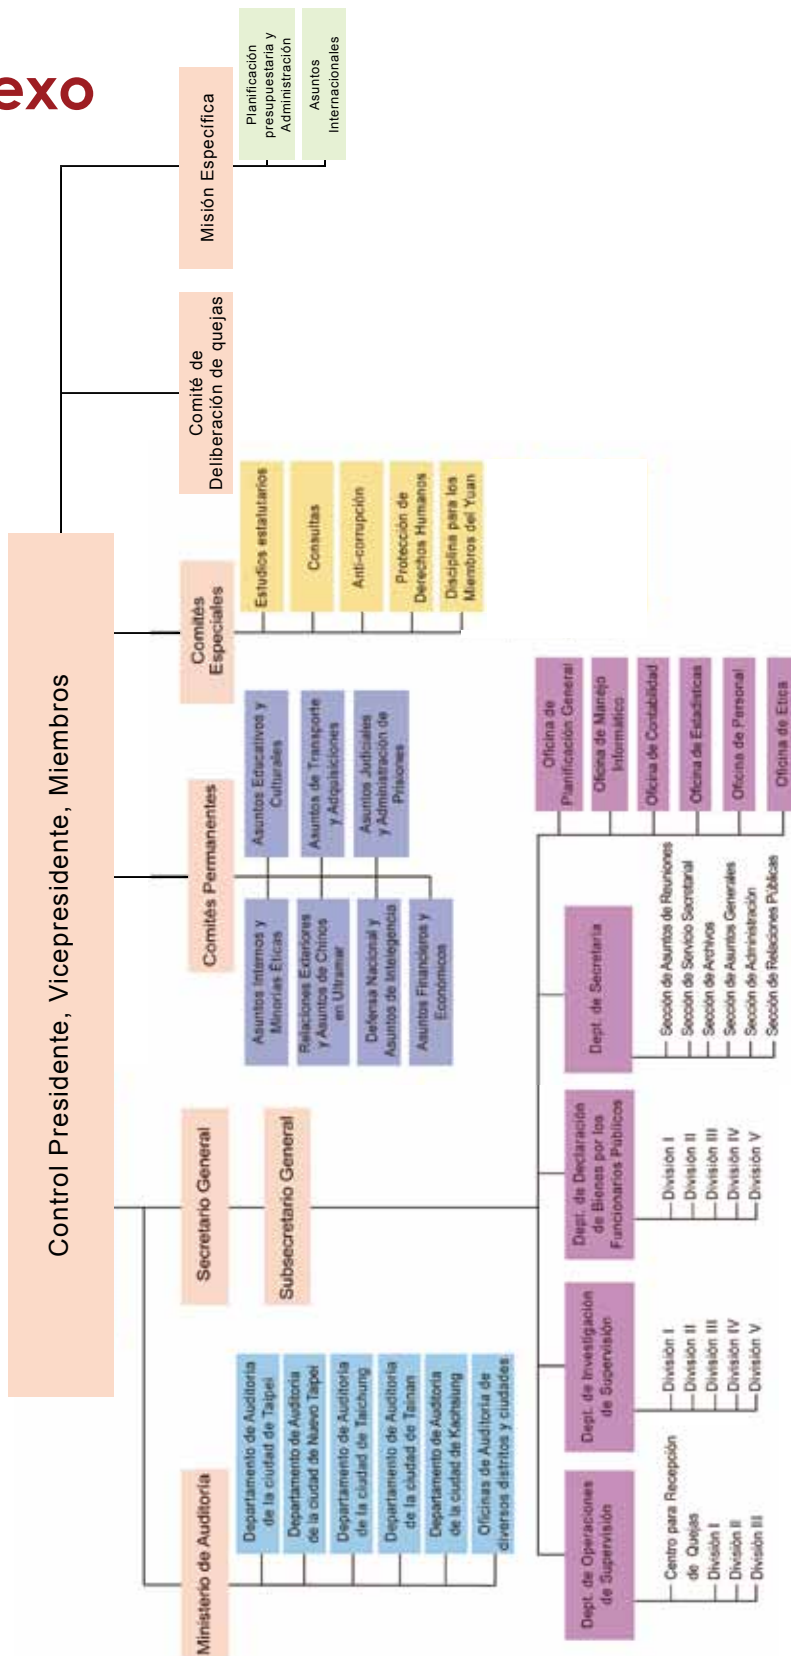 exo
Control Presidente, Vicepresidente, Miembros
Ministerio de Auditoría
Departamento de Auditoría
de la ciudad de Taipei
Departamento de Auditoría
de la ciudad de Nuevo Taipei
Departamento de Auditoría
de la ciudad de Taichung
Departamento de Auditoría
de la ciudad de Tainan
Departamento de Auditoría
de la ciudad de Kaohsiung
Oficinas de Auditoría de
diversos distritos y ciudades
Secretario General
Subsecretario General
Dept. de Operaciones
de Supervisión
Centro para Recepción
de Quejas
División I
División II
División III
Dept. de Investigación
de Supervisión
División I
División II
División III
División IV
División V
Dept. de Declaración
de Bienes por los
Funcionarios Públicos
División I
División II
División III
División IV
División V
Dept. de Secretaría
Sección de Asuntos de Reuniones
Sección de Servicio Secretarial
Sección de Archivos
Sección de Asuntos Generales
Sección de Administración
Sección de Relaciones Públicas
Oficina de
Planificación General
Oficina de Manejo
Informático
Oficina de Contabilidad
Oficina de Estadísticas
Oficina de Personal
Oficina de Etica
Comités Permanentes
Asuntos Internos y
Minorías Éticas
Relaciones Exteriores
y Asuntos de Chinos
en Ultramar
Defensa Nacional y
Asuntos de Intelegencia
Asuntos Financieros y
Económicos
Asuntos Educativos y
Culturales
Asuntos de Transporte
y Adquisiciones
Asuntos Judiciales
y Administración de
Prisiones
Comités
Especiales
Estudios estatutarios
Consultas
Anti-corrupción
Protección de
Derechos Humanos
Disciplina para los
Miembros del Yuan
Comité de
Deliberación de quejas
Misión Específica
Planificación
presupuestaria y
Administración
Asuntos
Internacionales